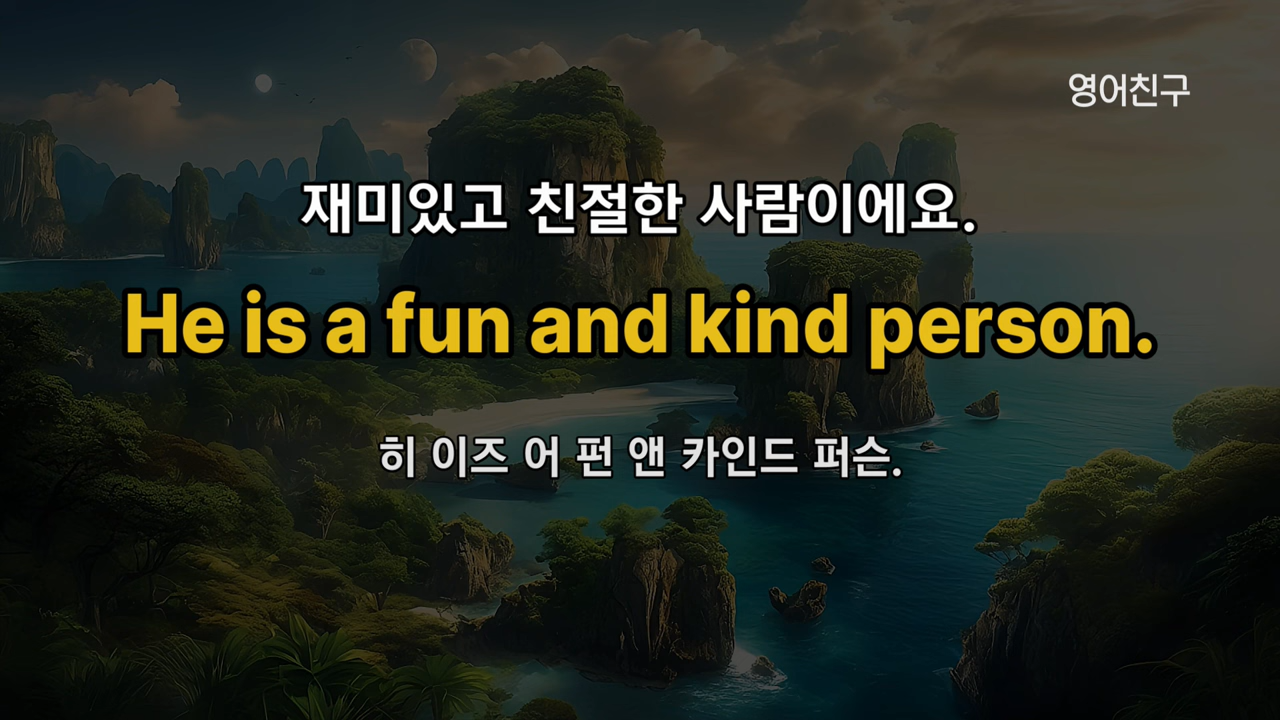 영어친구
재미있고 친절한 사람이에요.
He is a fun and kind person.
히 이즈 어 펀 앤 카인드 퍼슨.